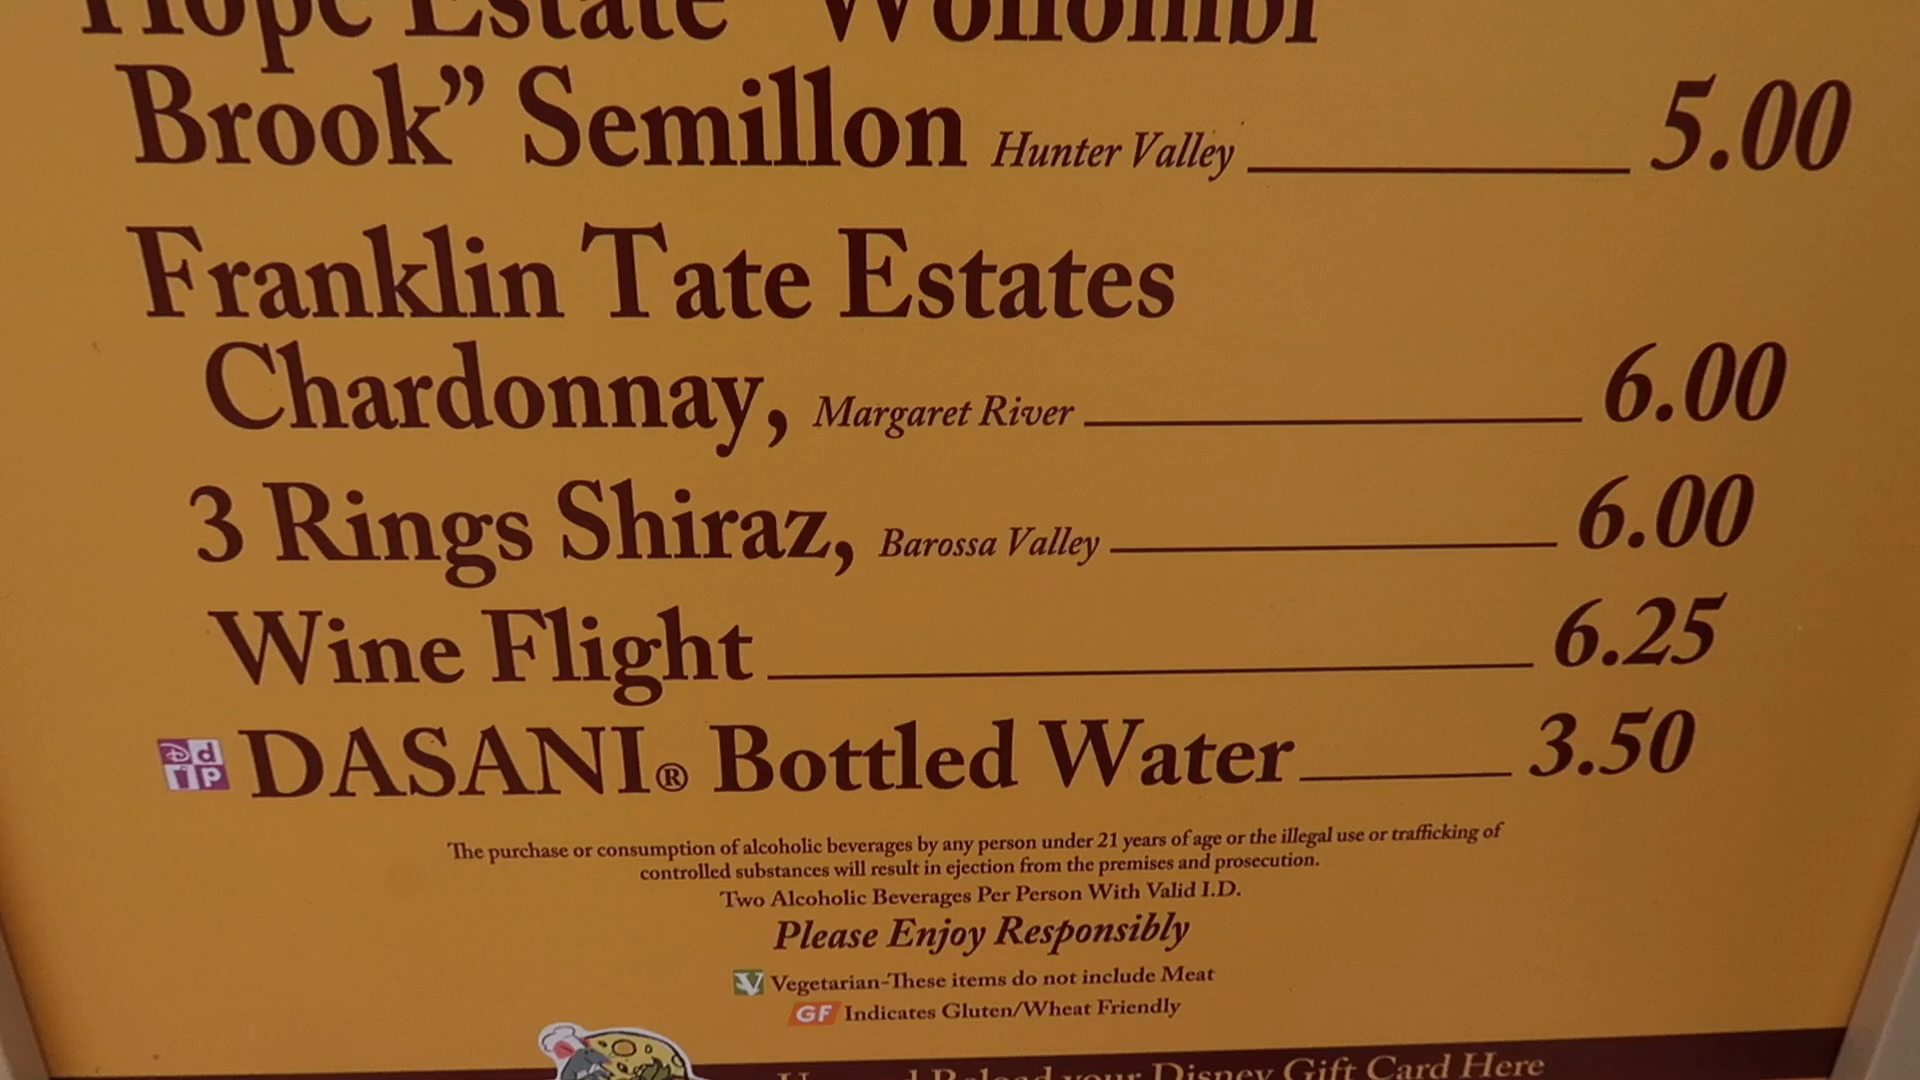 Hope Estate "Wollombi
Brook" Semillon Hunter Valley 5.00
Franklin Tate Estates
Chardonnay, Margaret River 6.00
3 Rings Shiraz, Barossa Valley 6.00
Wine Flight 6.25
DASANI® Bottled Water 3.50
The purchase or consumption of alcoholic beverages by any person under 21 years of age or the illegal use or trafficking of
controlled substances will result in ejection from the premises and prosecution.
Two Alcoholic Beverages Per Person With Valid I.D.
Please Enjoy Responsibly
V Vegetarian-These items do not include Meat
GF Indicates Gluten/Wheat Friendly
Reload your Disney Gift Card Here